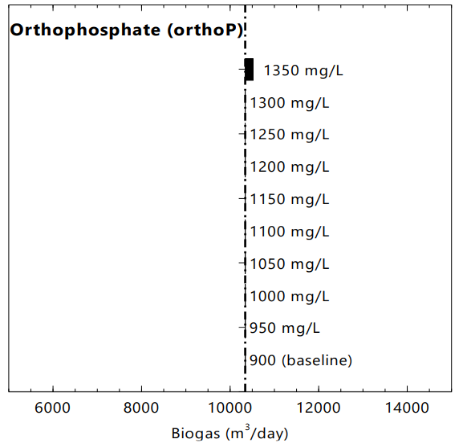 Orthophosphate (orthoP)
1350 mg/L
1300 mg/L
1250 mg/L
1200 mg/L
1150 mg/L
1100 mg/L
1050 mg/L
1000 mg/L
950 mg/L
900 (baseline)
6000 8000 10000 12000 14000
Biogas (m³/day)